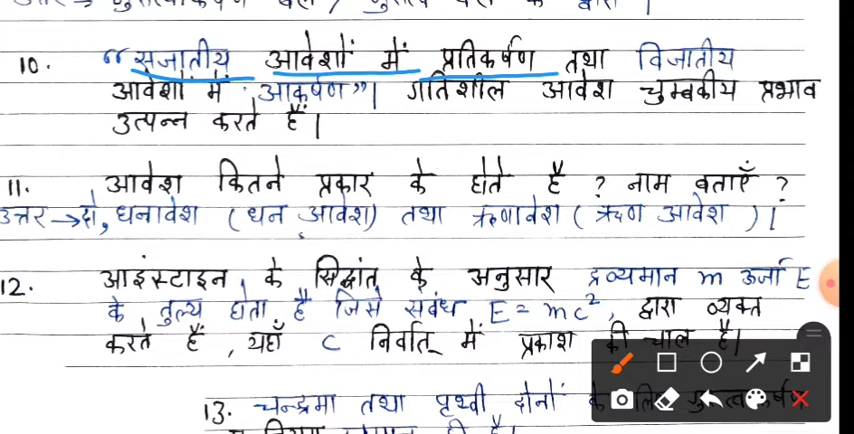 10. "सजातीय आवेशों में प्रतिकर्षण तथा विजातीय
आवेशों में आकर्षण"। गतिशील आवेश चुम्बकीय प्रभाव
उत्पन्न करते हैं।
11. आवेश कितने प्रकार के होते है ? नाम बताएँ ?
उत्तर → दो, धनावेश (धन आवेश) तथा ऋणावेश (ऋण आवेश)।
12. आइंस्टाइन के सिद्धांत के अनुसार द्रव्यमान m ऊर्जा E
के तुल्य होता है जिसे संबंध E = mc², द्वारा व्यक्त
करते हैं, यहाँ c निर्वात् में प्रकाश की चाल है।
13. चन्द्रमा तथा पृथ्वी दोनों के